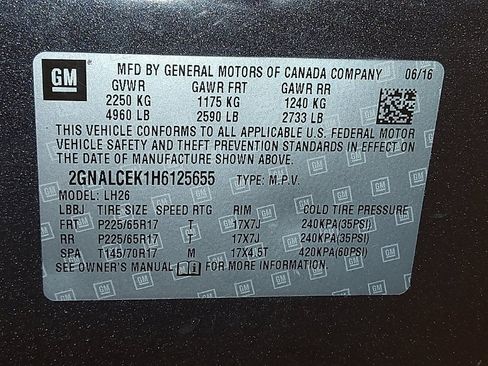 GM MFD BY GENERAL MOTORS OF CANADA COMPANY 06/16
GVWR GAWR FRT GAWR RR
2250 KG 1175 KG 1240 KG
4960 LB 2590 LB 2733 LB
THIS VEHICLE CONFORMS TO ALL APPLICABLE U.S. FEDERAL MOTOR
VEHICLE SAFETY AND THEFT PREVENTION STANDARDS IN EFFECT ON
THE DATE OF MANUFACTURE SHOWN ABOVE.
2GNALCEK1H6125655 TYPE: M.P.V.
MODEL: LH26
LBBJ TIRE SIZE SPEED RTG RIM COLD TIRE PRESSURE
FRT P225/65R17 T 17X7J 240KPA(35PSI)
RR P225/65R17 T 17X7J 240KPA(35PSI)
SPA T145/70R17 M 17X4.5T 420KPA(60PSI)
SEE OWNER'S MANUAL i FOR MORE INFORMATION.